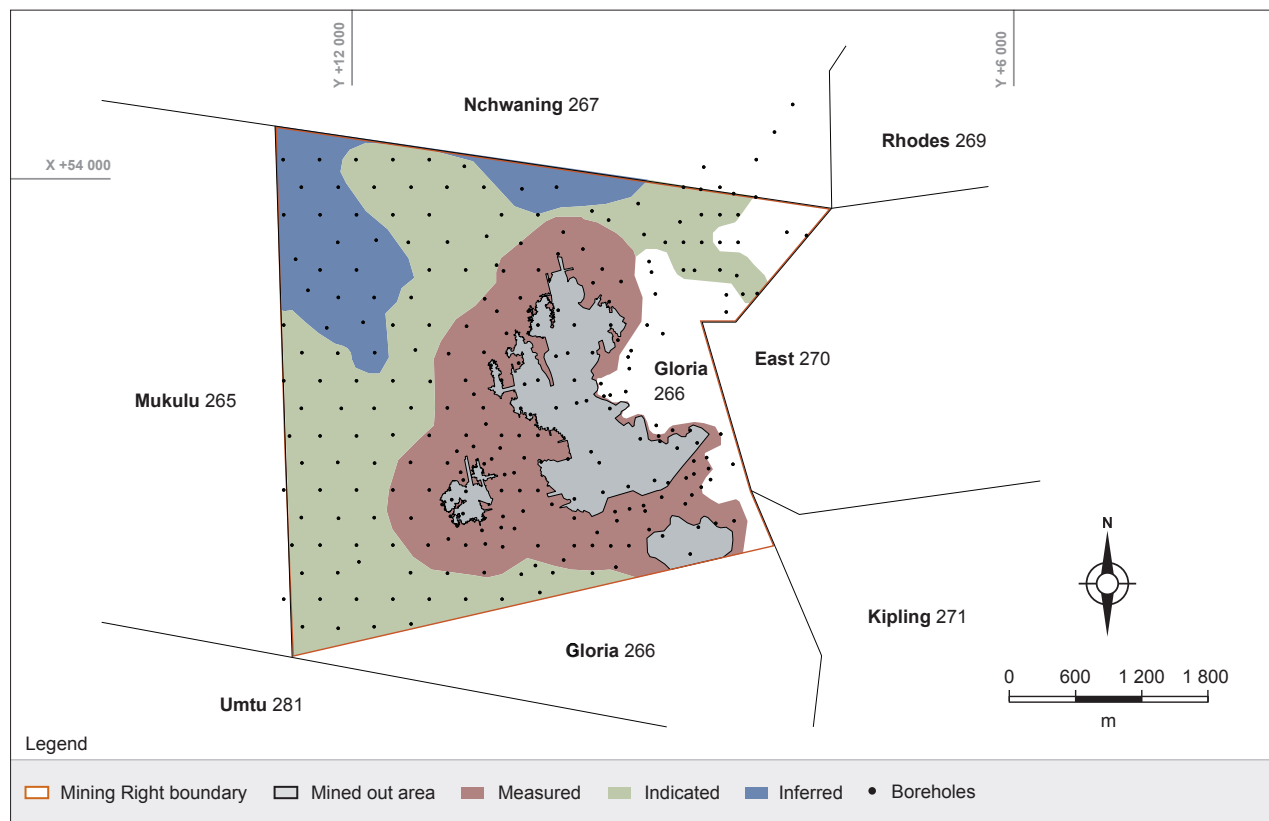 Y +12 000
Y +6 000
Nchwaning 267
Rhodes 269
X +54 000
East 270
Gloria
266
Mukulu 265
N
Kipling 271
Gloria 266
0 600 1 200 1 800
m
Umtu 281
Legend
Mining Right boundary Mined out area Measured Indicated Inferred Boreholes